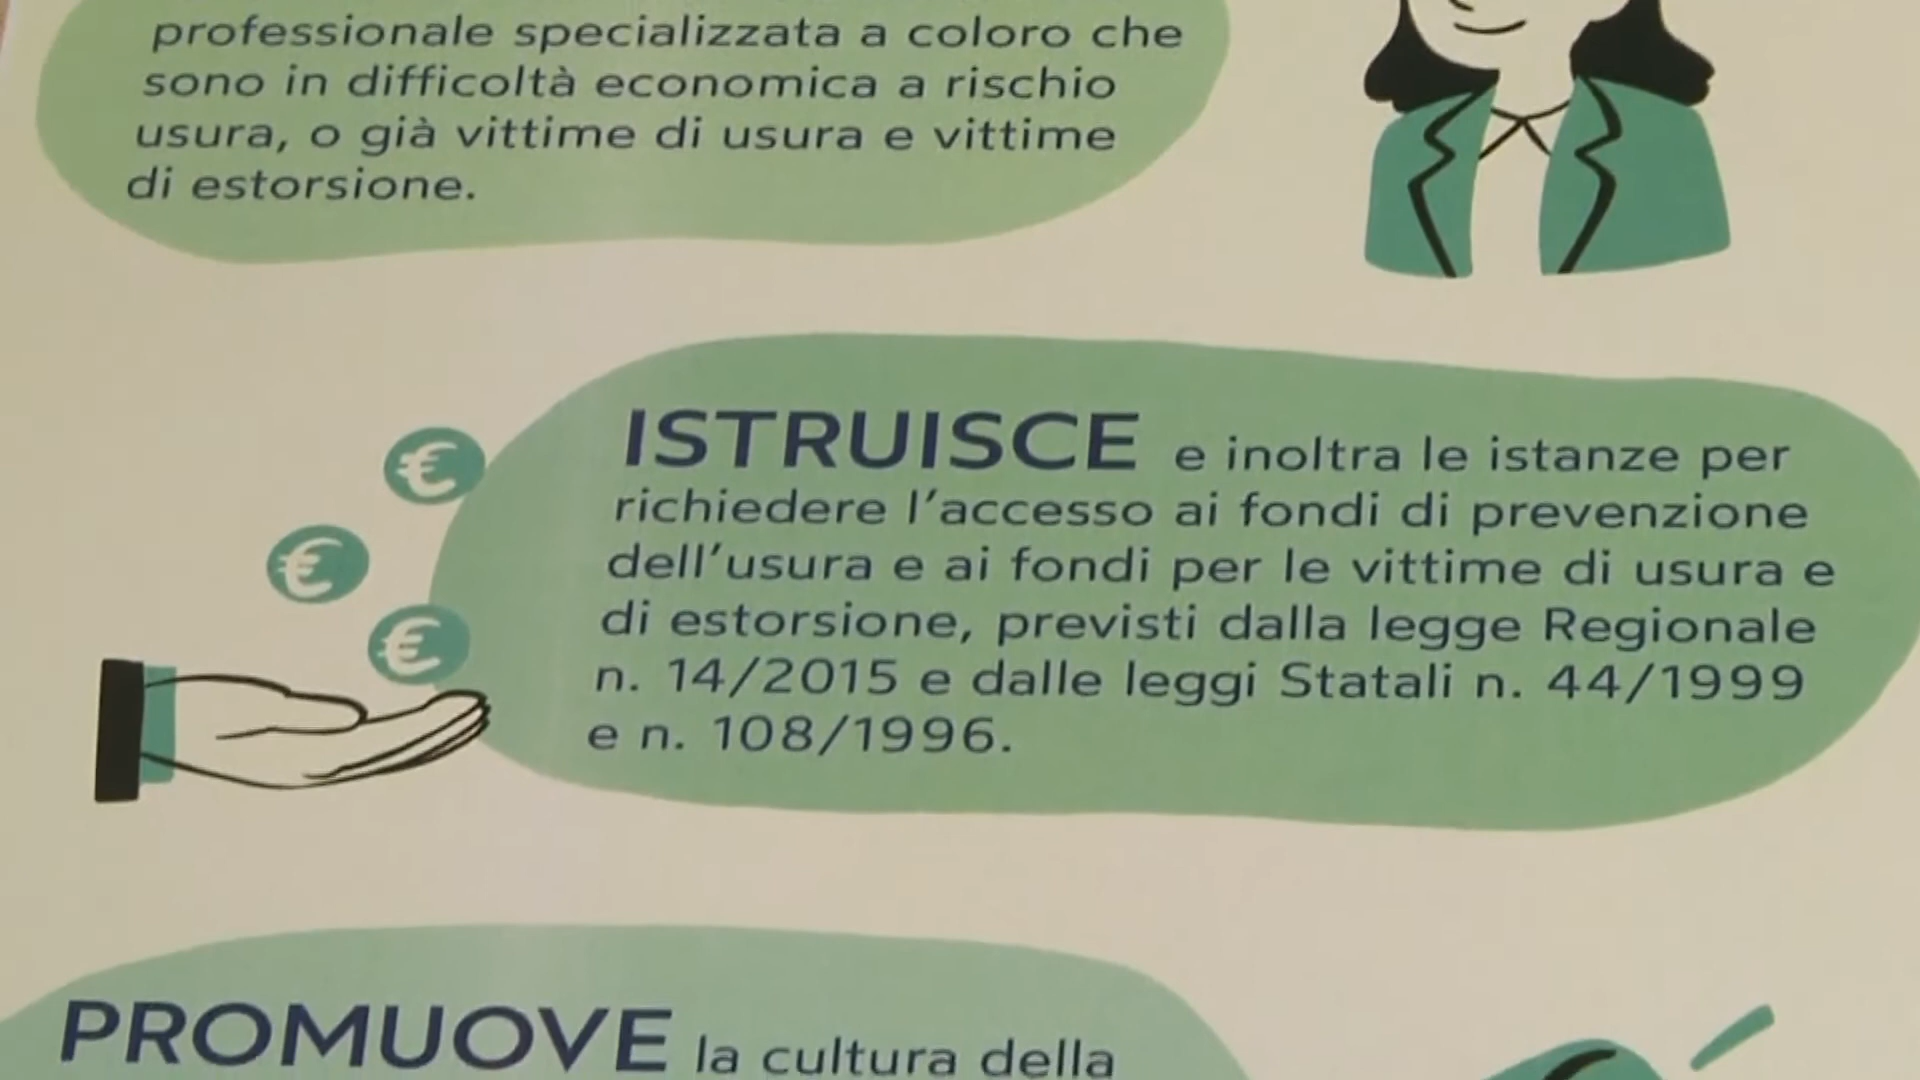 professionale specializzata a coloro che
sono in difficoltà economica a rischio
usura, o già vittime di usura e vittime
di estorsione.
€
€
€
ISTRUISCE e inoltra le istanze per
richiedere l'accesso ai fondi di prevenzione
dell'usura e ai fondi per le vittime di usura e
di estorsione, previsti dalla legge Regionale
n. 14/2015 e dalle leggi Statali n. 44/1999
e n. 108/1996.
PROMUOVE la cultura della